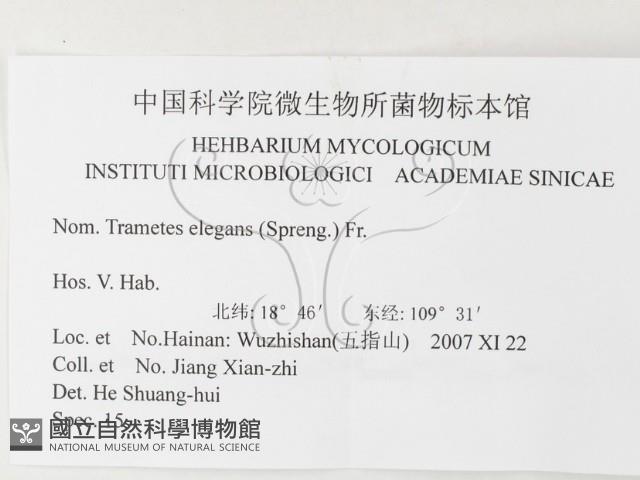 中国科学院微生物所菌物标本馆
HEHBARIUM MYCOLOGICUM
INSTITUTI MICROBIOLOGICI ACADEMIAE SINICAE
Nom. Trametes elegans (Spreng.) Fr.
Hos. V. Hab.
北纬: 18° 46′ 东经: 109° 31′
Loc. et No.Hainan: Wuzhishan(五指山) 2007 XI 22
Coll. et No. Jiang Xian-zhi
Det. He Shuang-hui
Spec. 15
國立自然科學博物館
NATIONAL MUSEUM OF NATURAL SCIENCE